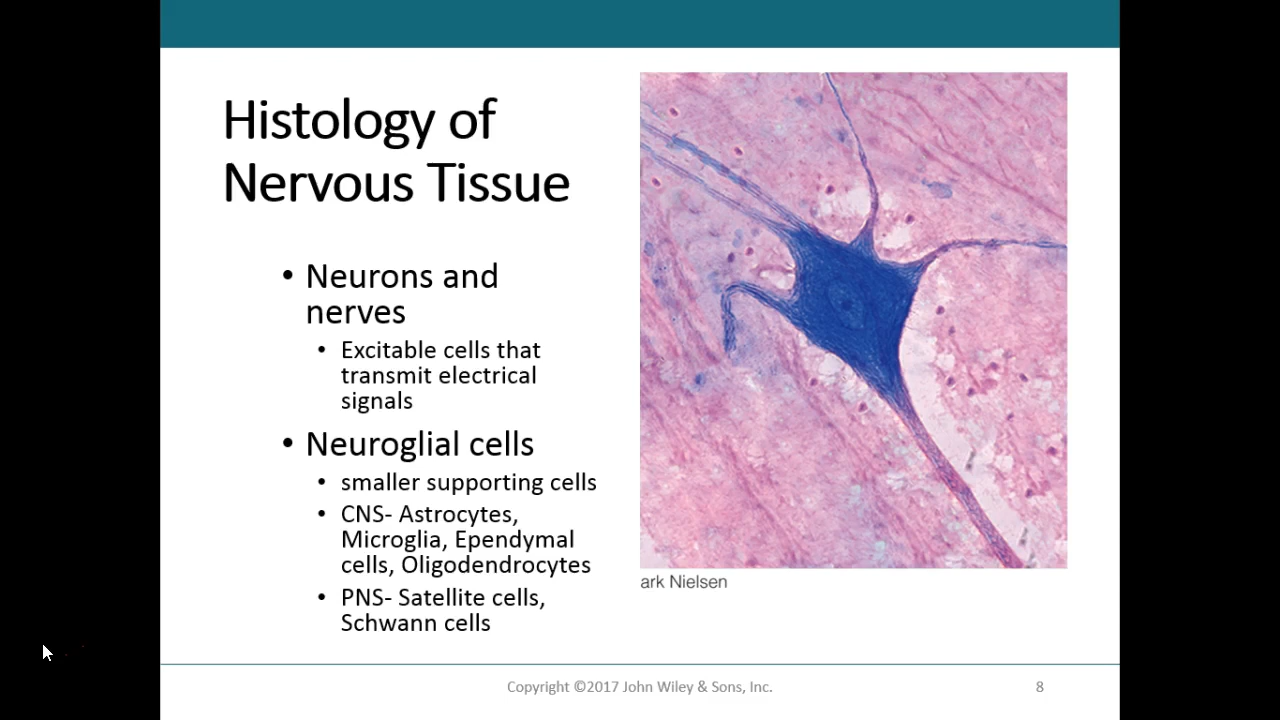 Histology of
Nervous Tissue
• Neurons and
nerves
• Excitable cells that
transmit electrical
signals
• Neuroglial cells
• smaller supporting cells
• CNS- Astrocytes,
Microglia, Ependymal
cells, Oligodendrocytes
• PNS- Satellite cells,
Schwann cells
ark Nielsen
Copyright ©2017 John Wiley & Sons, Inc.
8